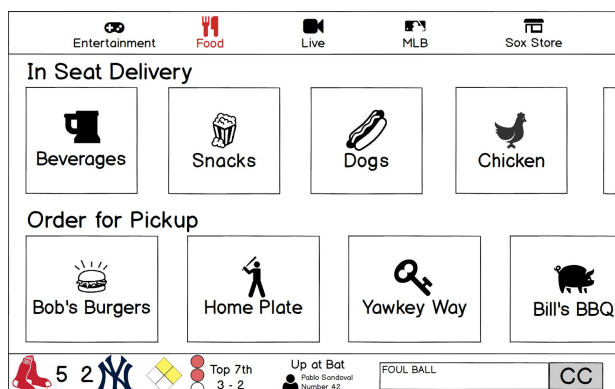 Entertainment
Food
Live
MLB
Sox Store
In Seat Delivery
Beverages
Snacks
Dogs
Chicken
Order for Pickup
Bob's Burgers
Home Plate
Yawkey Way
Bill's BBQ
5 2 NY
Top 7th
3 - 2
Up at Bat
Pablo Sandoval
Number 42
FOUL BALL
CC